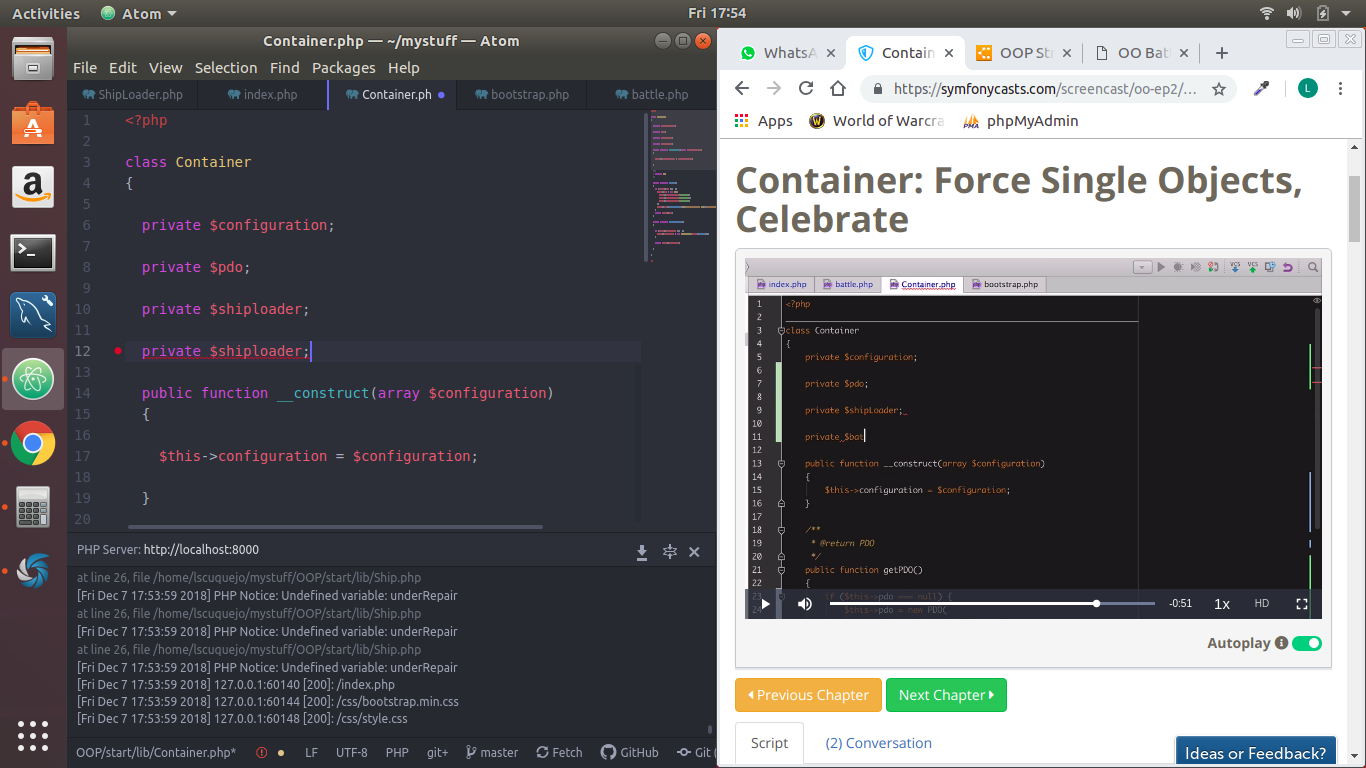 Activities Atom Fri 17:54
Container.php — ~/mystuff — Atom
File Edit View Selection Find Packages Help
ShipLoader.php index.php Container.ph bootstrap.php battle.php
1 <?php
2
3 class Container
4 {
5
6 private $configuration;
7
8 private $pdo;
9
10 private $shiploader;
11
12 private $shiploader;
13
14 public function __construct(array $configuration)
15 {
16
17 $this->configuration = $configuration;
18
19 }
20
PHP Server: http://localhost:8000
at line 26, file /home/lscuquejo/mystuff/OOP/start/lib/Ship.php
[Fri Dec 7 17:53:59 2018] PHP Notice: Undefined variable: underRepair
at line 26, file /home/lscuquejo/mystuff/OOP/start/lib/Ship.php
[Fri Dec 7 17:53:59 2018] PHP Notice: Undefined variable: underRepair
at line 26, file /home/lscuquejo/mystuff/OOP/start/lib/Ship.php
[Fri Dec 7 17:53:59 2018] PHP Notice: Undefined variable: underRepair
[Fri Dec 7 17:53:59 2018] 127.0.0.1:60140 [200]: /index.php
[Fri Dec 7 17:53:59 2018] 127.0.0.1:60144 [200]: /css/bootstrap.min.css
[Fri Dec 7 17:53:59 2018] 127.0.0.1:60148 [200]: /css/style.css
OOP/start/lib/Container.php* LF UTF-8 PHP git+ master Fetch GitHub Git (
WhatsA Contain OOP St OO Bat
https://symfonycasts.com/screencast/oo-ep2/... L
Apps World of Warcra phpMyAdmin
Container: Force Single Objects,
Celebrate
VCS VCS
index.php battle.php Container.php bootstrap.php
1 <?php
2
3 class Container
4 {
5 private $configuration;
6
7 private $pdo;
8
9 private $shipLoader;
10
11 private $bat
12
13 public function __construct(array $configuration)
14 {
15 $this->configuration = $configuration;
16 }
17
18 /**
19 * @return PDO
20 */
21 public function getPDO()
22 {
23 if ($this->pdo === null) {
24 $this->pdo = new PDO(
-0:51 1x HD
Autoplay
Previous Chapter Next Chapter
Script (2) Conversation
Ideas or Feedback?